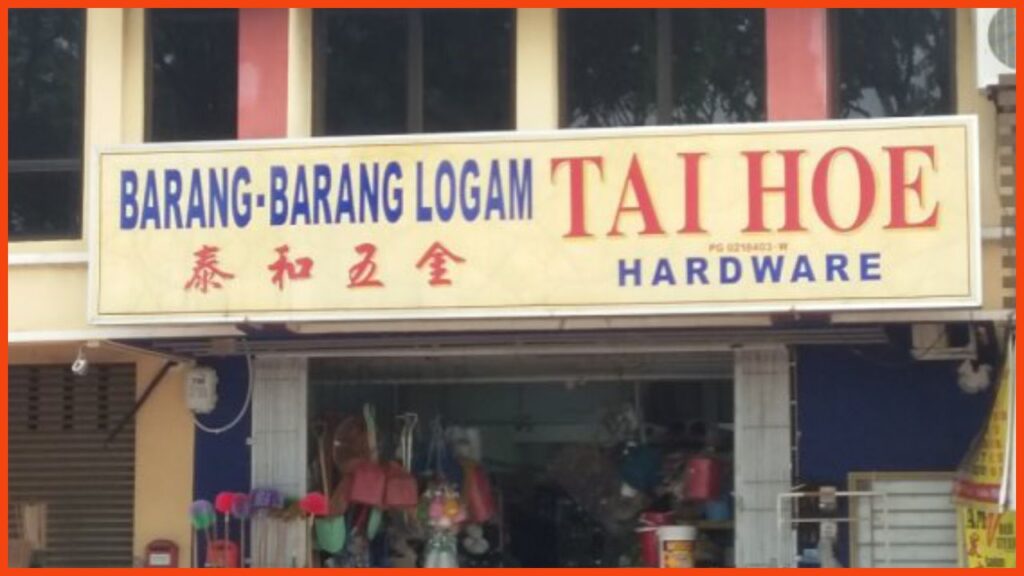 BARANG-BARANG LOGAM
泰和五金
TAI HOE
PG 0216403-W
HARDWARE